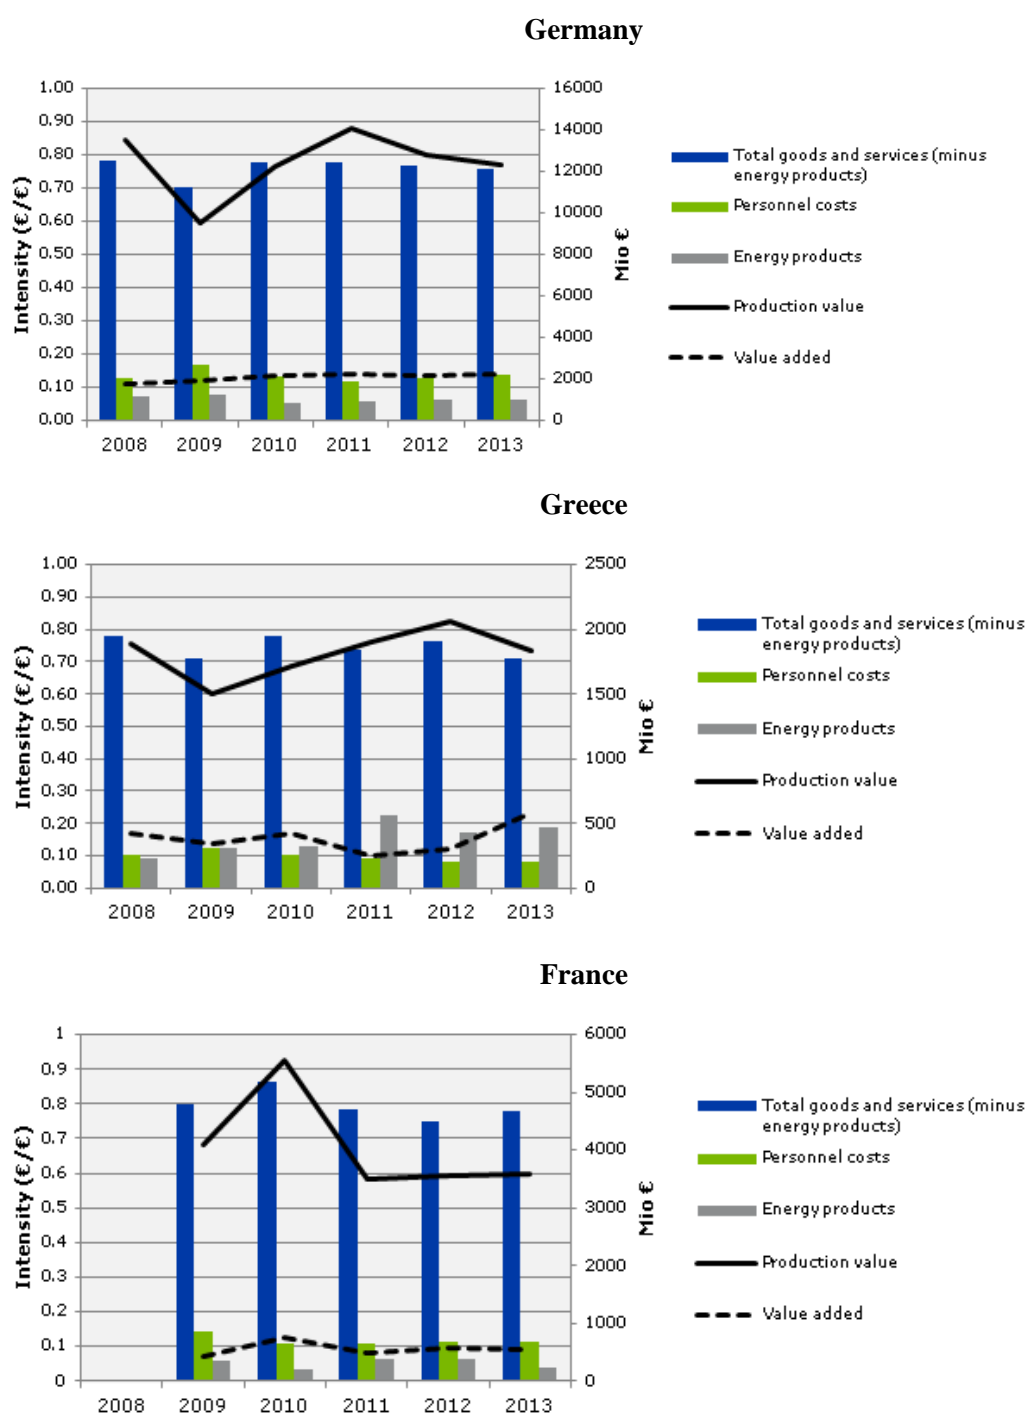 Germany
1.00
0.90
0.80
0.70
0.60
0.50
0.40
0.30
0.20
0.10
0.00
Intensity (€/€)
16000
14000
12000
10000
8000
6000
4000
2000
0
Mio €
2008 2009 2010 2011 2012 2013
Total goods and services (minus
energy products)
Personnel costs
Energy products
Production value
Value added
Greece
1.00
0.90
0.80
0.70
0.60
0.50
0.40
0.30
0.20
0.10
0.00
Intensity (€/€)
2500
2000
1500
1000
500
0
Mio €
2008 2009 2010 2011 2012 2013
Total goods and services (minus
energy products)
Personnel costs
Energy products
Production value
Value added
France
1
0.9
0.8
0.7
0.6
0.5
0.4
0.3
0.2
0.1
0
Intensity (€/€)
6000
5000
4000
3000
2000
1000
0
Mio €
2008 2009 2010 2011 2012 2013
Total goods and services (minus
energy products)
Personnel costs
Energy products
Production value
Value added